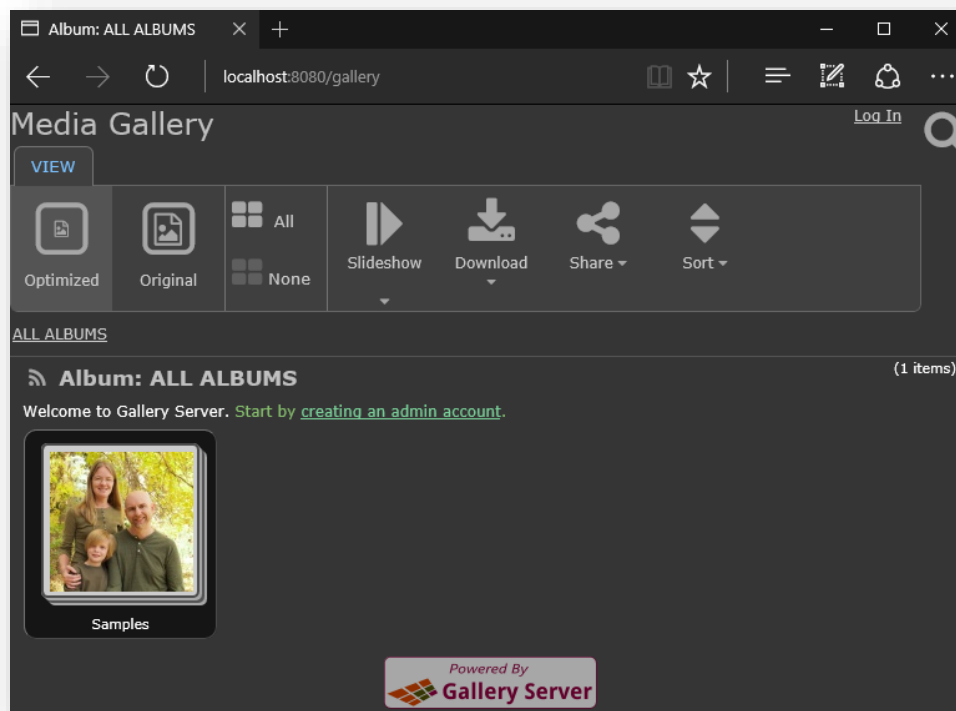 Album: ALL ALBUMS
localhost:8080/gallery
Media Gallery
Log In
VIEW
Optimized
Original
All
None
Slideshow
Download
Share
Sort
ALL ALBUMS
(1 items)
Album: ALL ALBUMS
Welcome to Gallery Server. Start by creating an admin account.
Samples
Powered By
Gallery Server